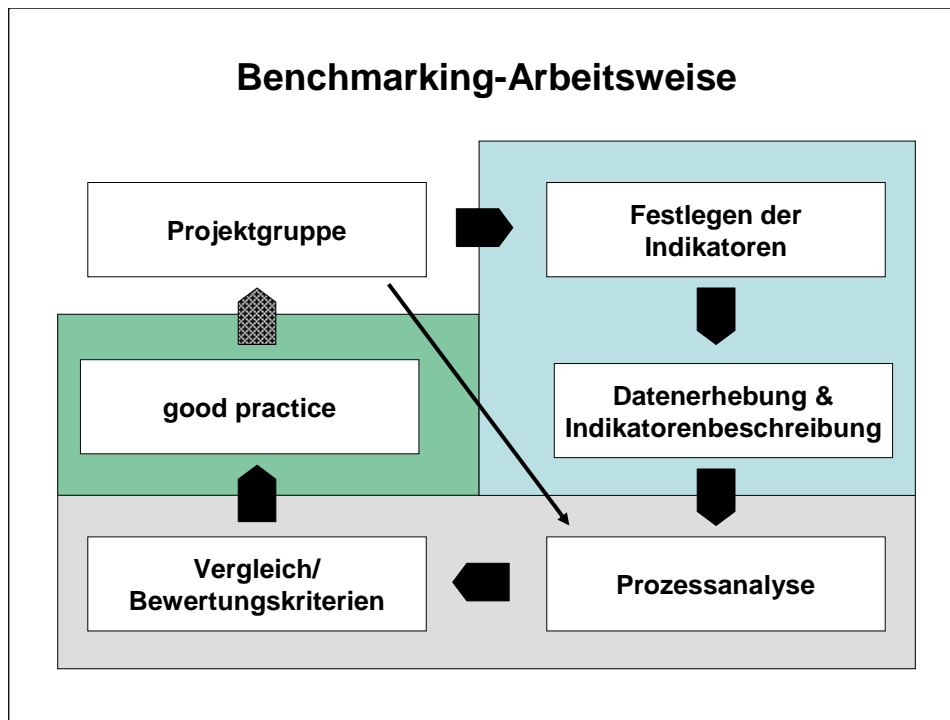 Benchmarking-Arbeitsweise
Projektgruppe
Festlegen der
Indikatoren
good practice
Datenerhebung &
Indikatorenbeschreibung
Vergleich/
Bewertungskriterien
Prozessanalyse